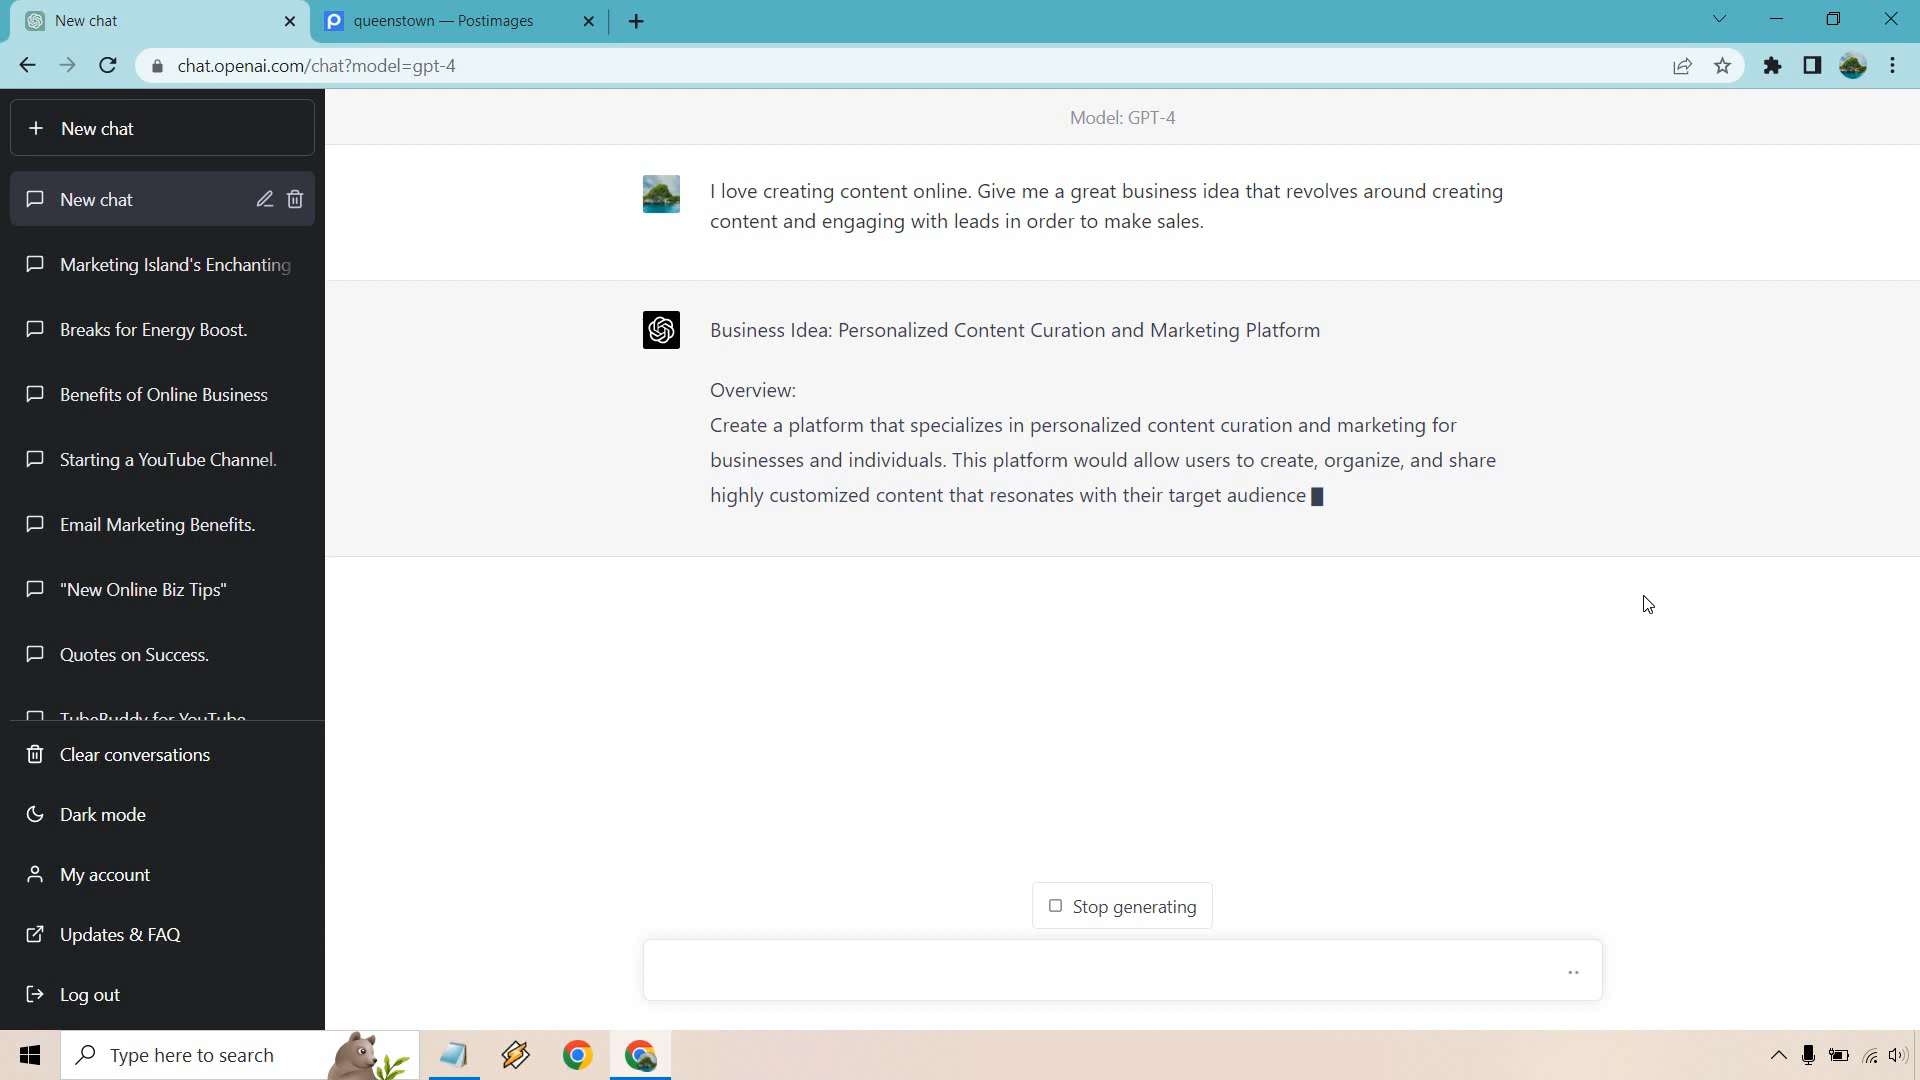 New chat
queenstown — Postimages
chat.openai.com/chat?model=gpt-4
New chat
New chat
Marketing Island's Enchanting
Breaks for Energy Boost.
Benefits of Online Business
Starting a YouTube Channel.
Email Marketing Benefits.
"New Online Biz Tips"
Quotes on Success.
TubeBuddy for YouTube
Clear conversations
Dark mode
My account
Updates & FAQ
Log out
Model: GPT-4
I love creating content online. Give me a great business idea that revolves around creating
content and engaging with leads in order to make sales.
Business Idea: Personalized Content Curation and Marketing Platform
Overview:
Create a platform that specializes in personalized content curation and marketing for
businesses and individuals. This platform would allow users to create, organize, and share
highly customized content that resonates with their target audience
Stop generating
Type here to search